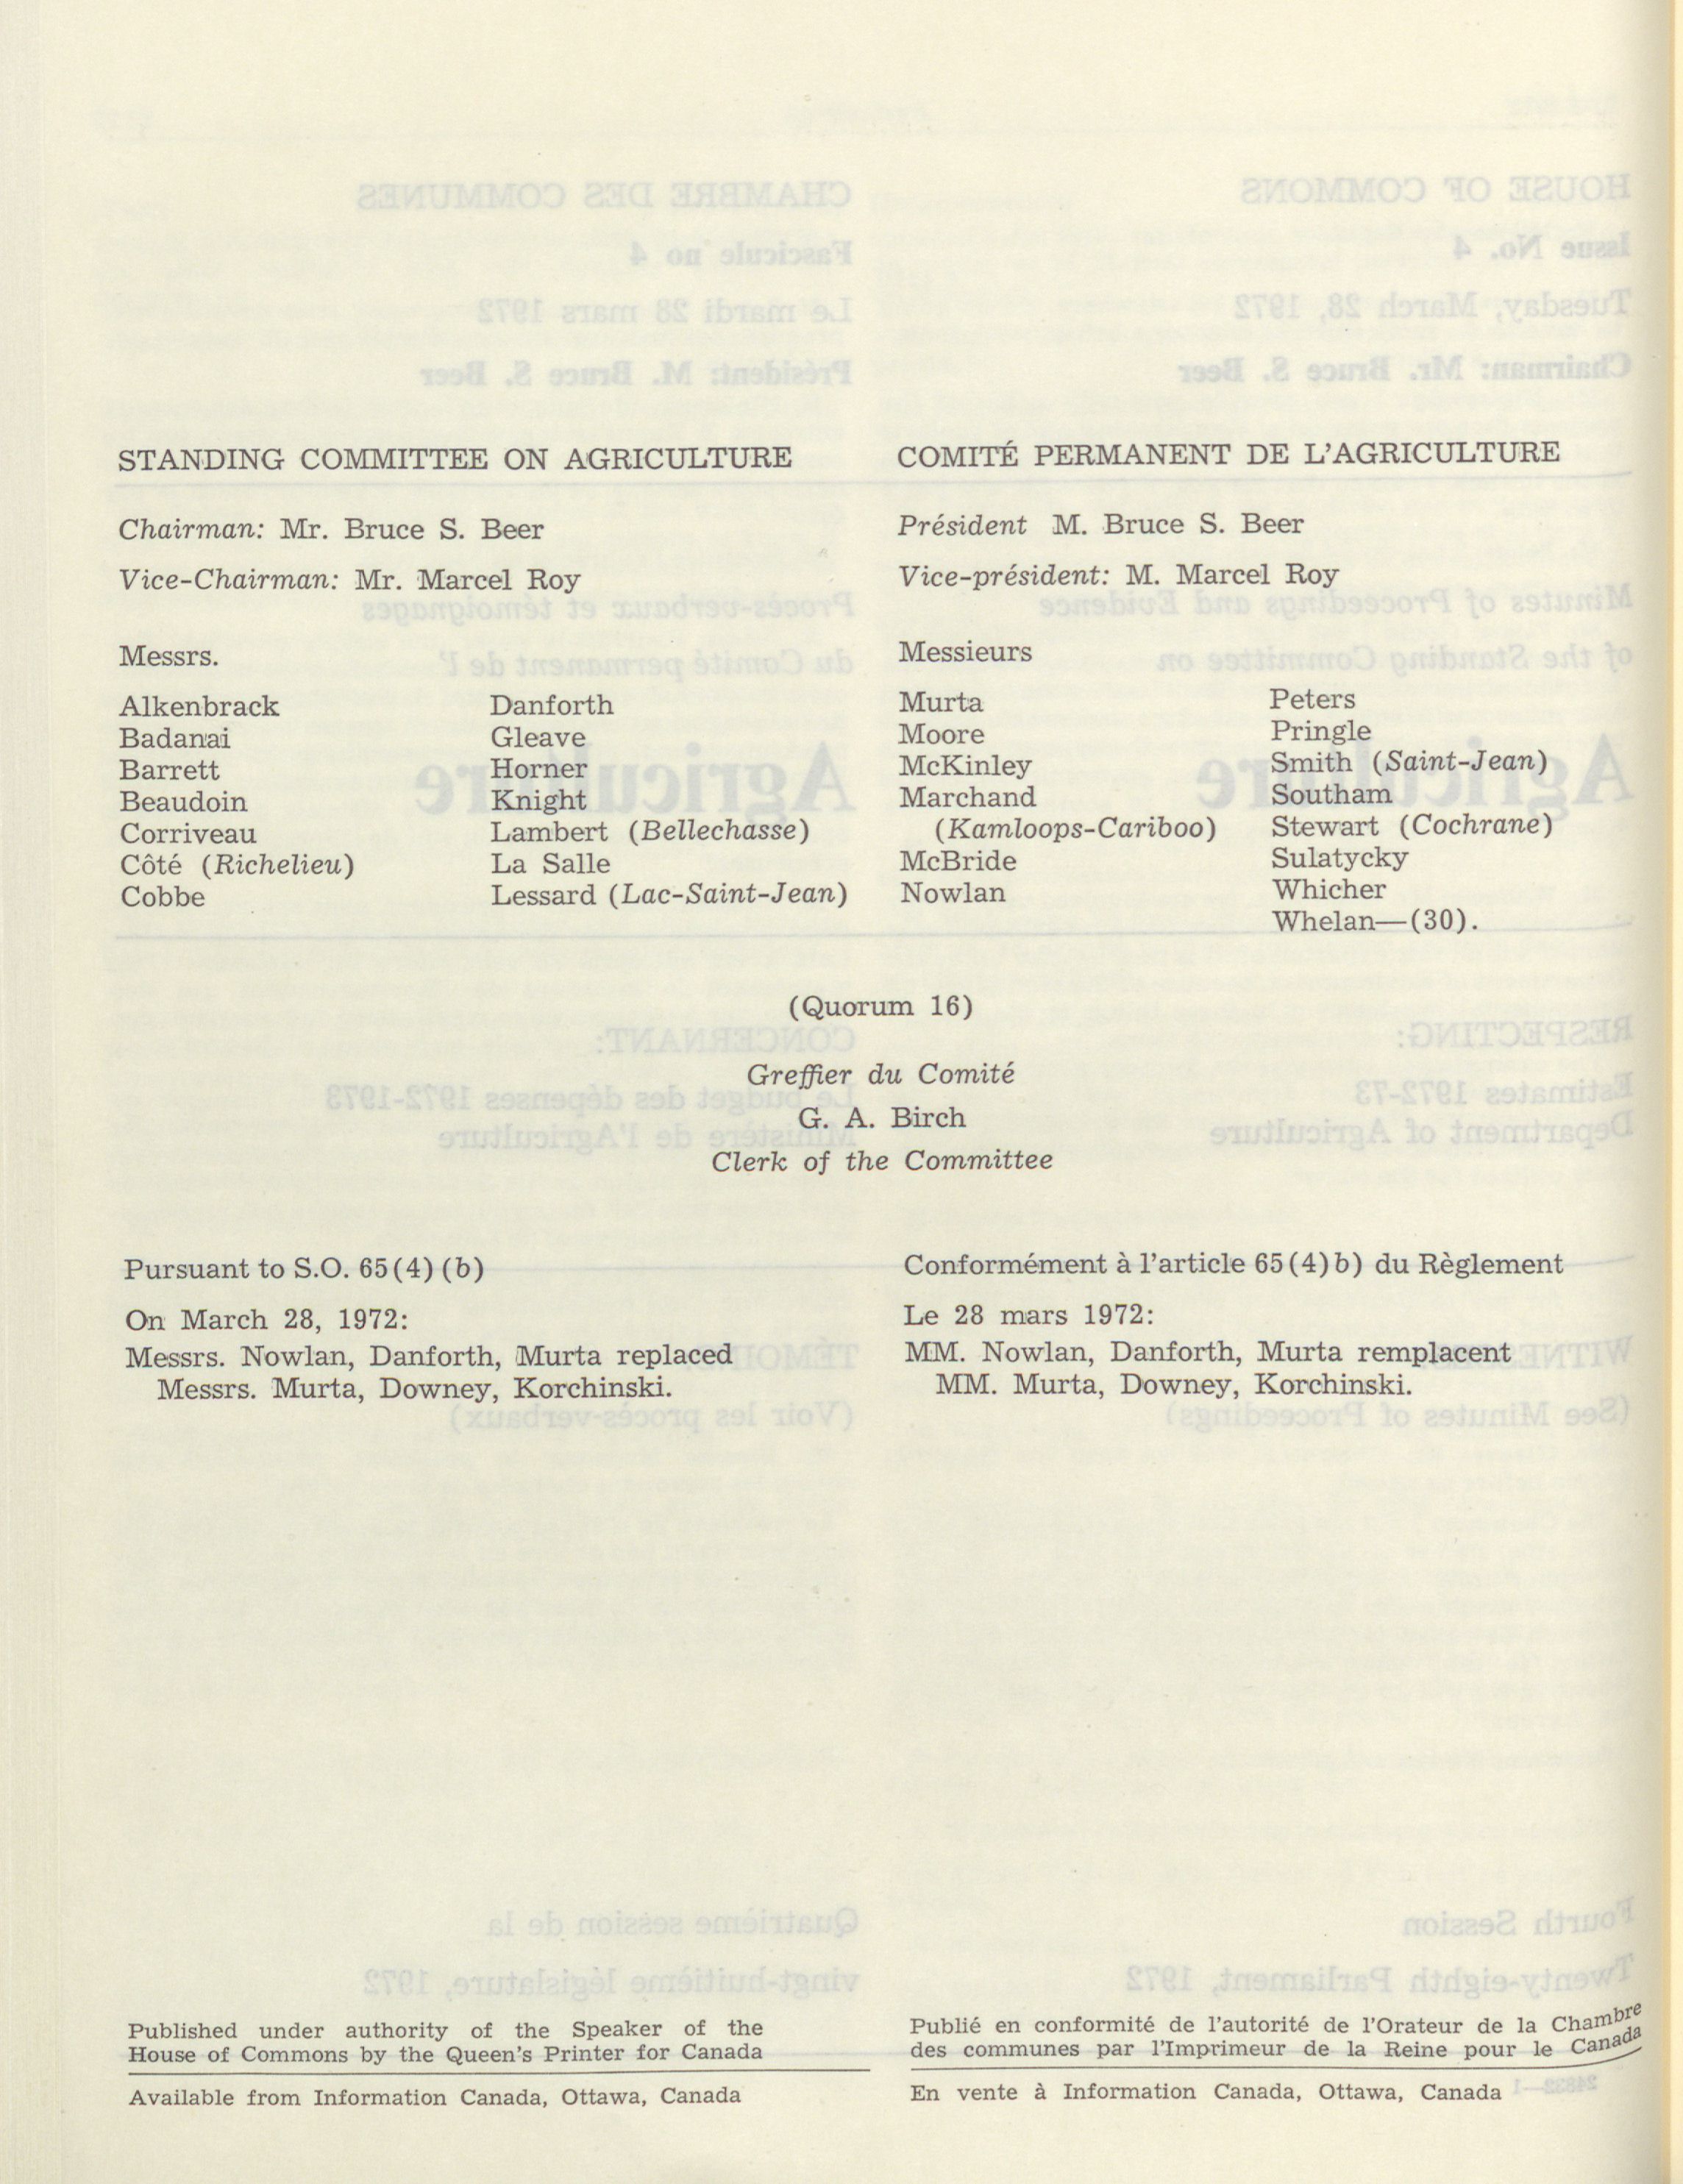 STANDING COMMITTEE ON AGRICULTURE
Chairman: Mr. Bruce S. Beer
Vice-Chairman: Mr. Marcel Roy
Messrs.
Alkenbrack
Badanai
Barrett
Beaudoin
Corriveau
Côté (Richelieu)
Cobbe
Danforth
Gleave
Horner
Knight
Lambert (Bellechasse)
La Salle
Lessard (Lac-Saint-Jean)
COMITÉ PERMANENT DE L'AGRICULTURE
Président M. Bruce S. Beer
Vice-président: M. Marcel Roy
Messieurs
Murta
Moore
McKinley
Marchand
(Kamloops-Cariboo)
McBride
Nowlan
Peters
Pringle
Smith (Saint-Jean)
Southam
Stewart (Cochrane)
Sulatycky
Whicher
Whelan—(30).
(Quorum 16)
Greffier du Comité
G. A. Birch
Clerk of the Committee
Pursuant to S.O. 65(4)(b)
On March 28, 1972:
Messrs. Nowlan, Danforth, Murta replaced
Messrs. Murta, Downey, Korchinski.
Conformément à l'article 65(4)b) du Règlement
Le 28 mars 1972:
MM. Nowlan, Danforth, Murta remplacent
MM. Murta, Downey, Korchinski.
Published under authority of the Speaker of the
House of Commons by the Queen's Printer for Canada
Available from Information Canada, Ottawa, Canada
Publié en conformité de l'autorité de l'Orateur de la Chambre
des communes par l'Imprimeur de la Reine pour le Canada
En vente à Information Canada, Ottawa, Canada